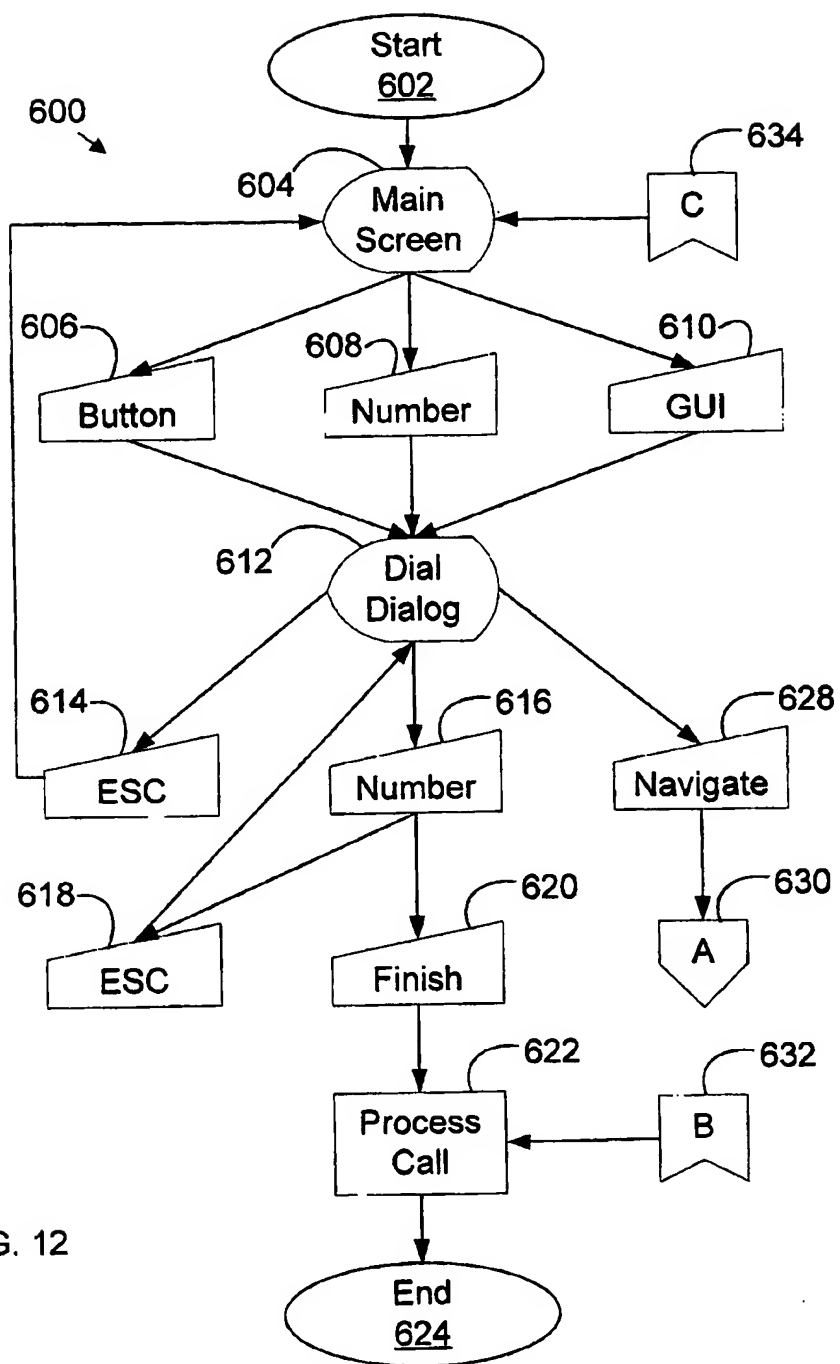 Start
602
600
604
634
Main
Screen
C
606
608
610
Button
Number
GUI
612
Dial
Dialog
614
616
628
ESC
Number
Navigate
618
620
630
ESC
Finish
A
622
632
Process
Call
B
G. 12
End
624